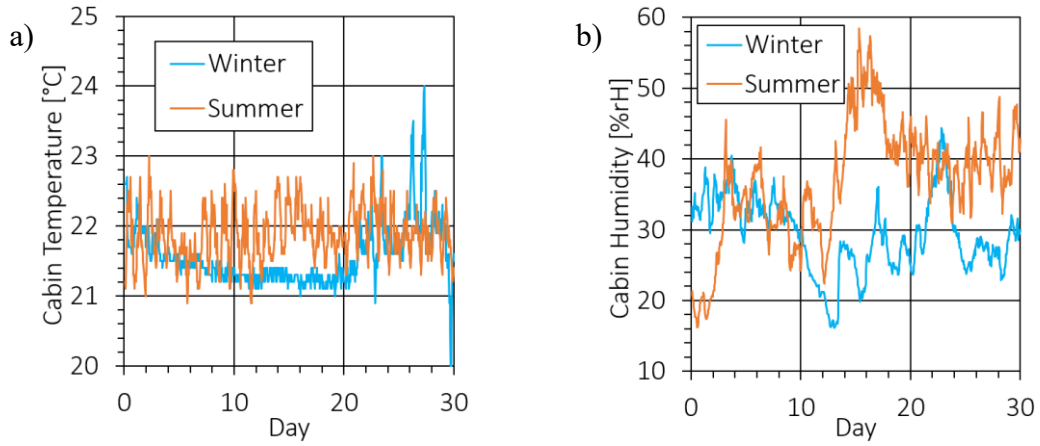 a)
Cabin Temperature [°C]
25
24
23
22
21
20
Winter
Summer
0
10
20
30
Day
b)
Cabin Humidity [%rH]
60
50
40
30
20
10
Winter
Summer
0
10
20
30
Day